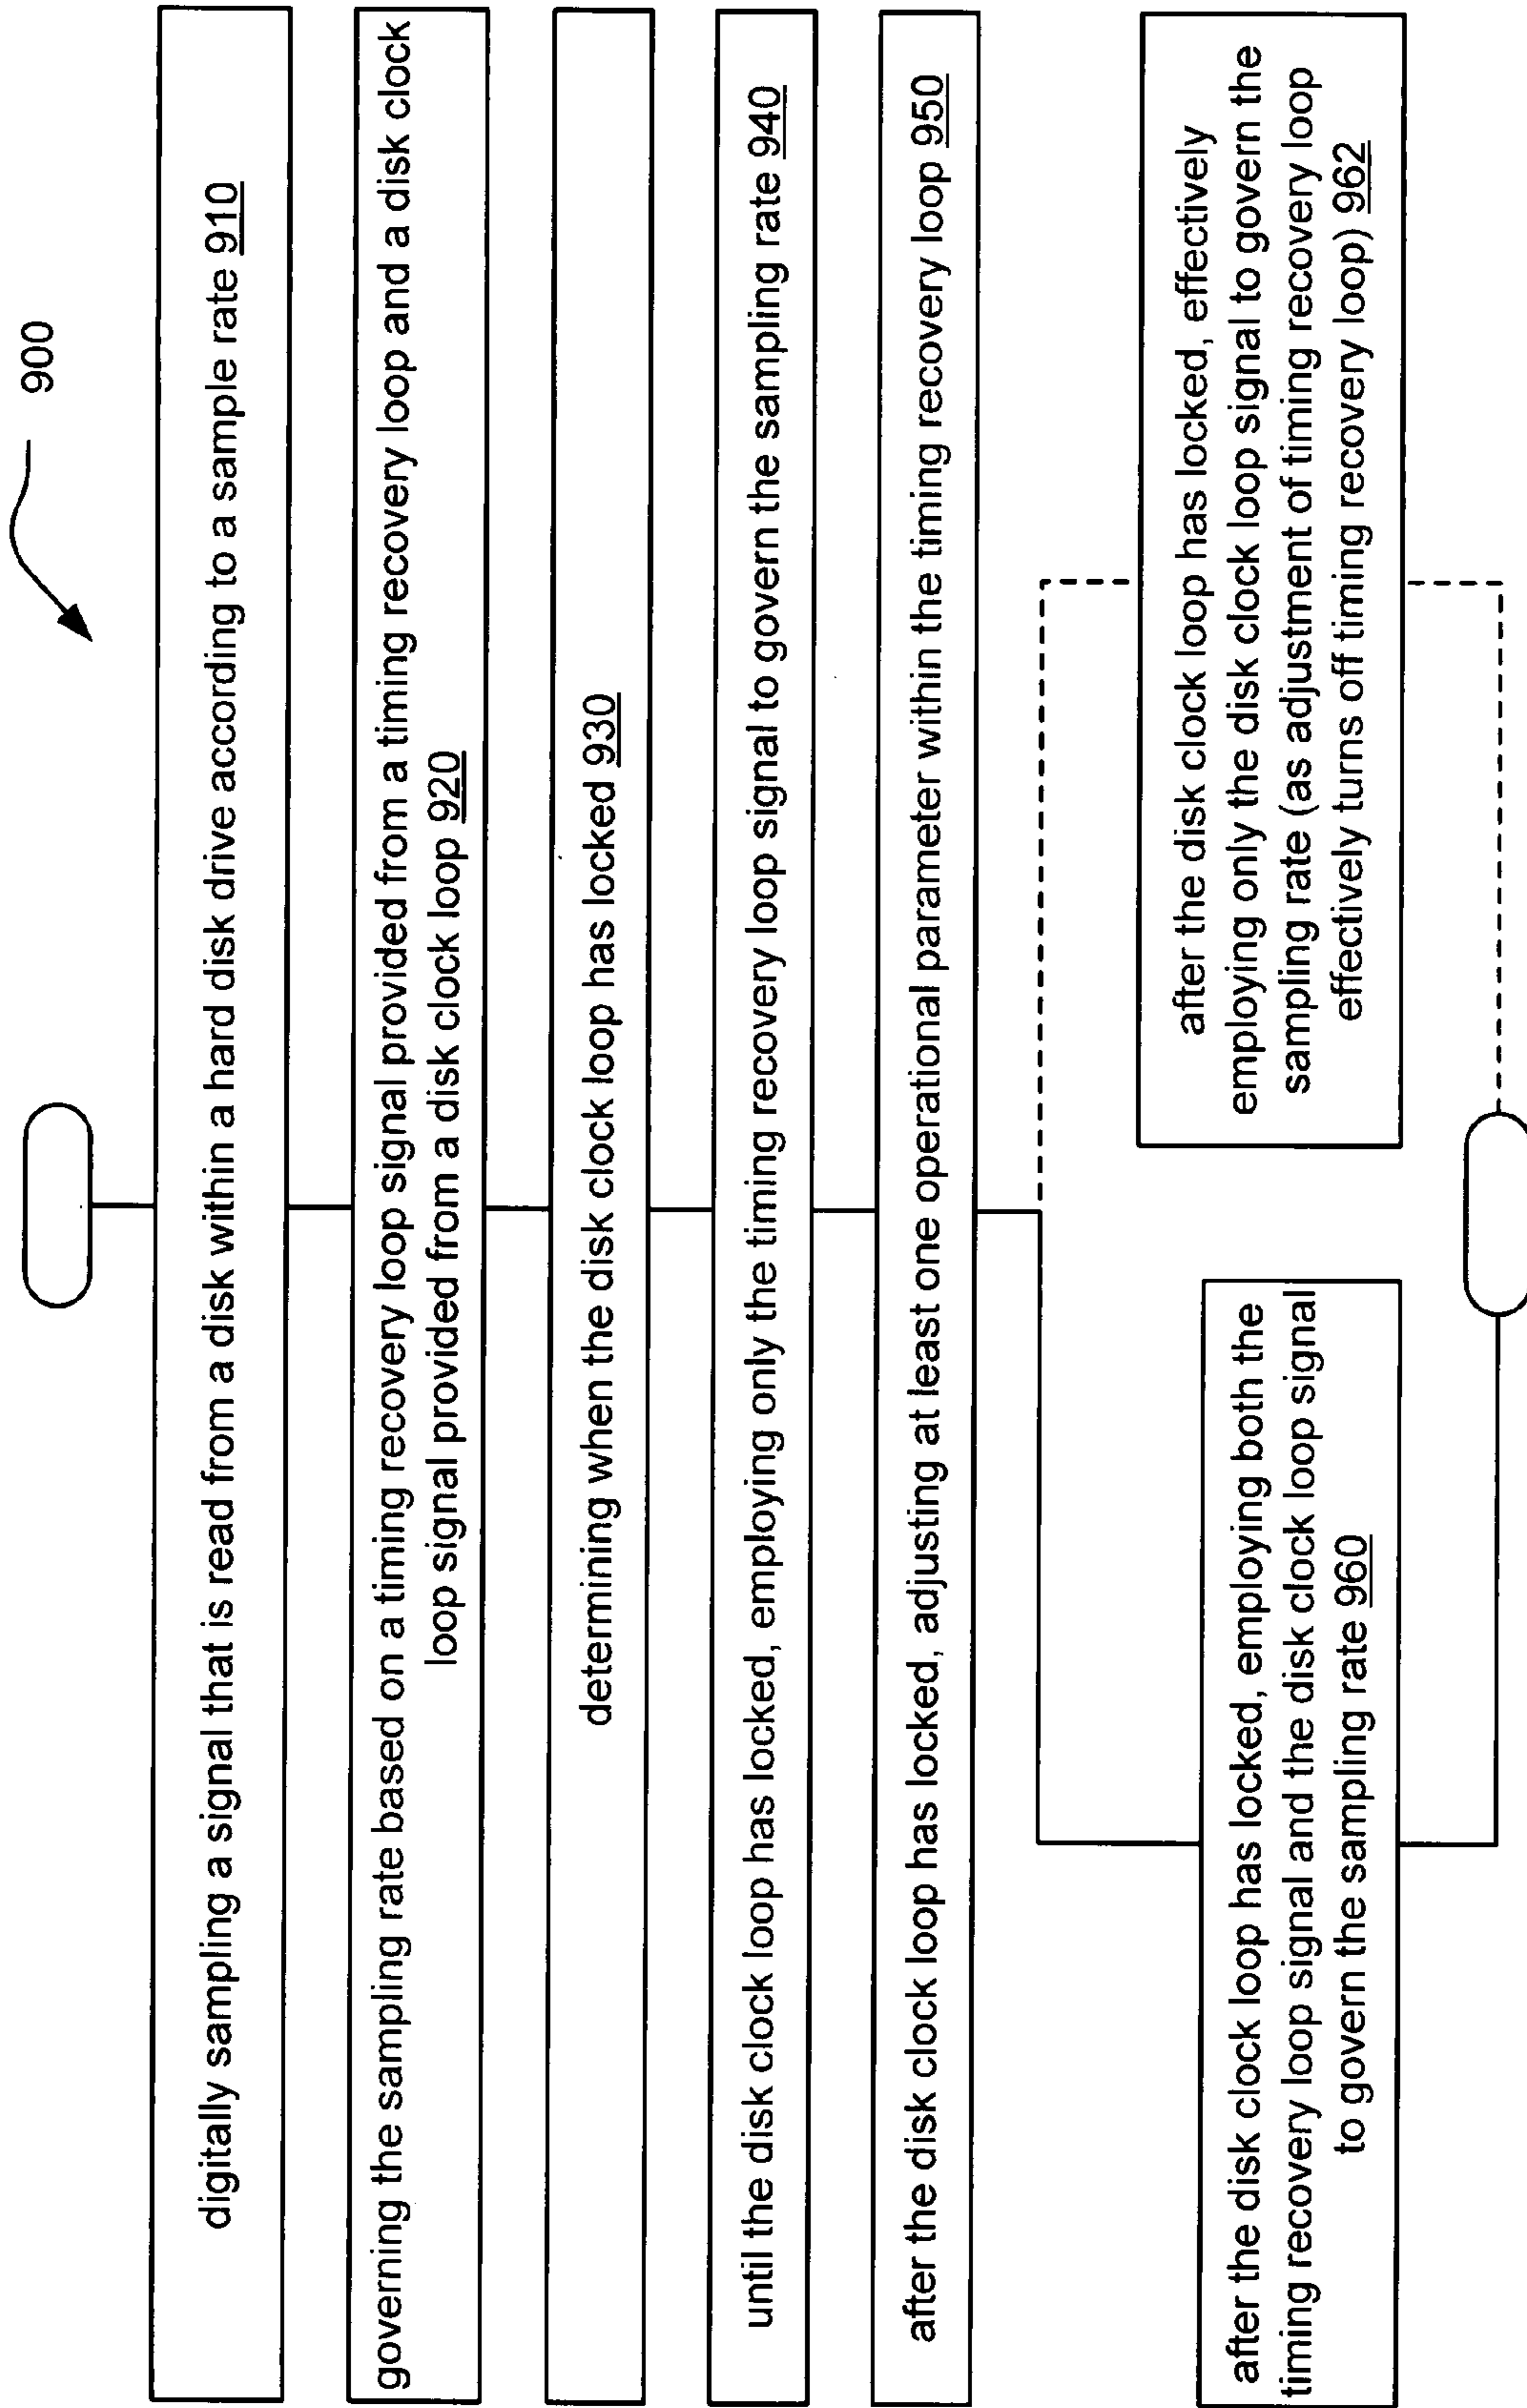 900
digitally sampling a signal that is read from a disk within a hard disk drive according to a sample rate 910
governing the sampling rate based on a timing recovery loop signal provided from a timing recovery loop and a disk clock
loop signal provided from a disk clock loop 920
determining when the disk clock loop has locked 930
until the disk clock loop has locked, employing only the timing recovery loop signal to govern the sampling rate 940
after the disk clock loop has locked, adjusting at least one operational parameter within the timing recovery loop 950
after the disk clock loop has locked, employing both the
timing recovery loop signal and the disk clock loop signal
to govern the sampling rate 960
after the disk clock loop has locked, effectively
employing only the disk clock loop signal to govern the
sampling rate (as adjustment of timing recovery loop
effectively turns off timing recovery loop) 962